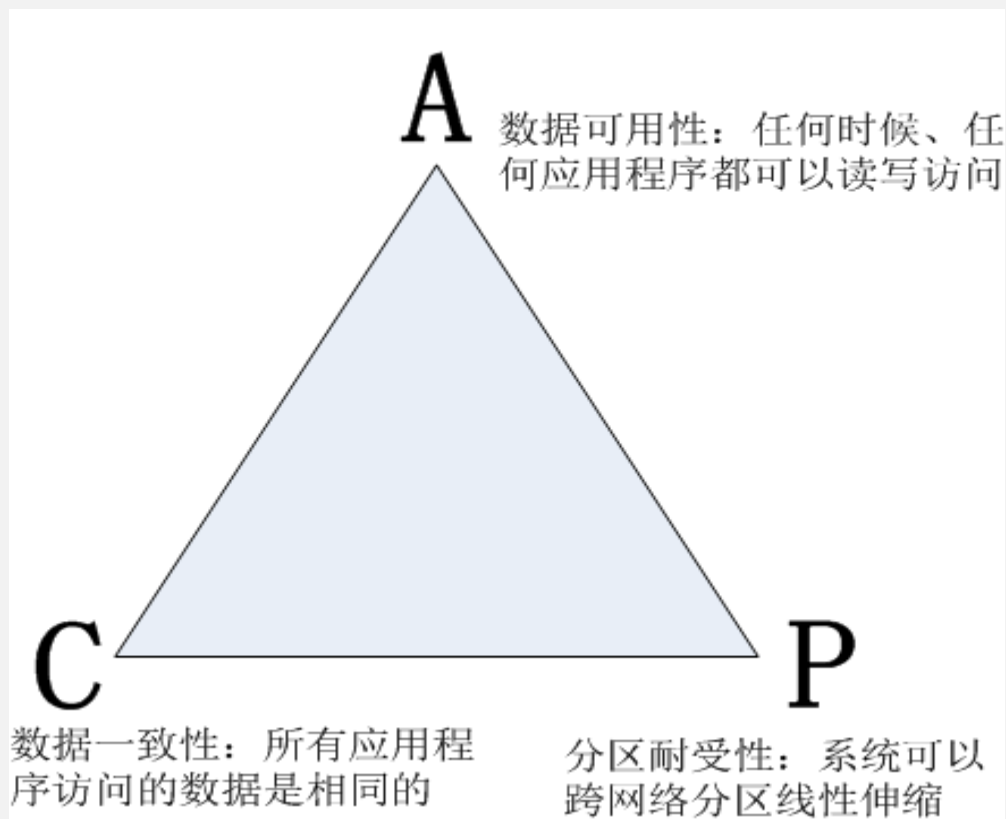 A
数据可用性：任何时候、任
何应用程序都可以读写访问
C
P
数据一致性：所有应用程
序访问的数据是相同的
分区耐受性：系统可以
跨网络分区线性伸缩